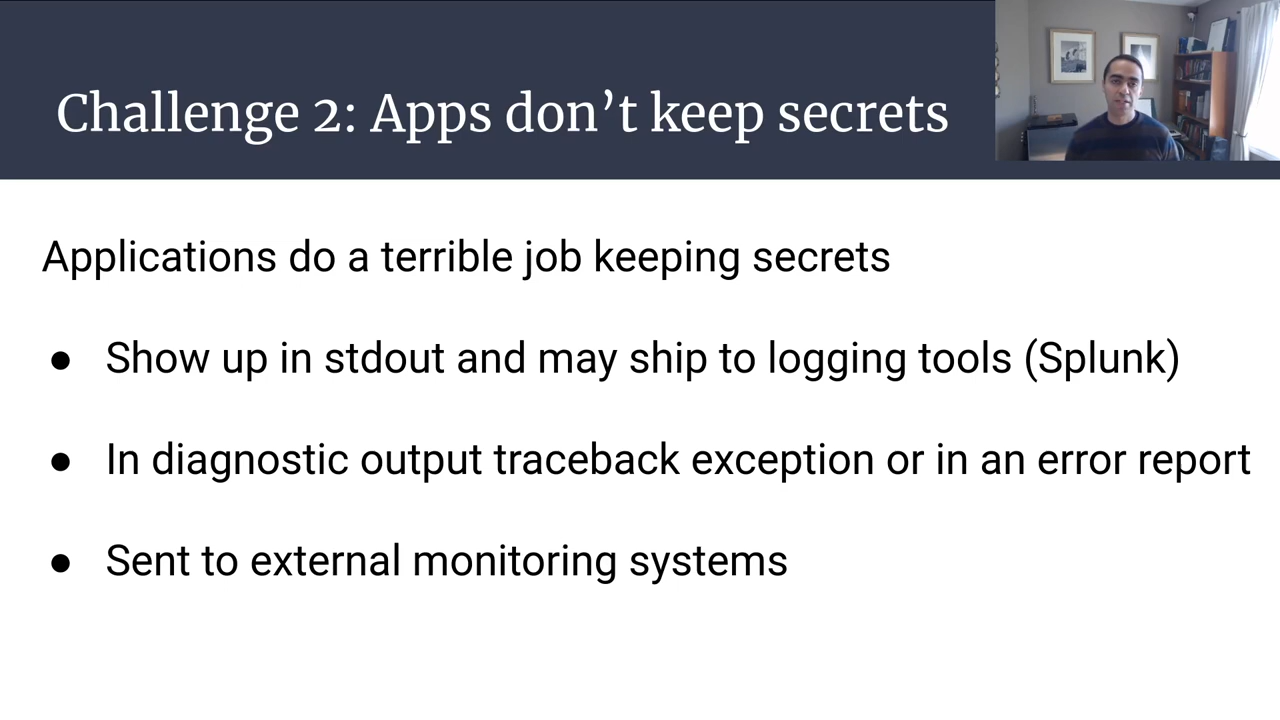 Challenge 2: Apps don’t keep secrets
Applications do a terrible job keeping secrets
● Show up in stdout and may ship to logging tools (Splunk)
● In diagnostic output traceback exception or in an error report
● Sent to external monitoring systems